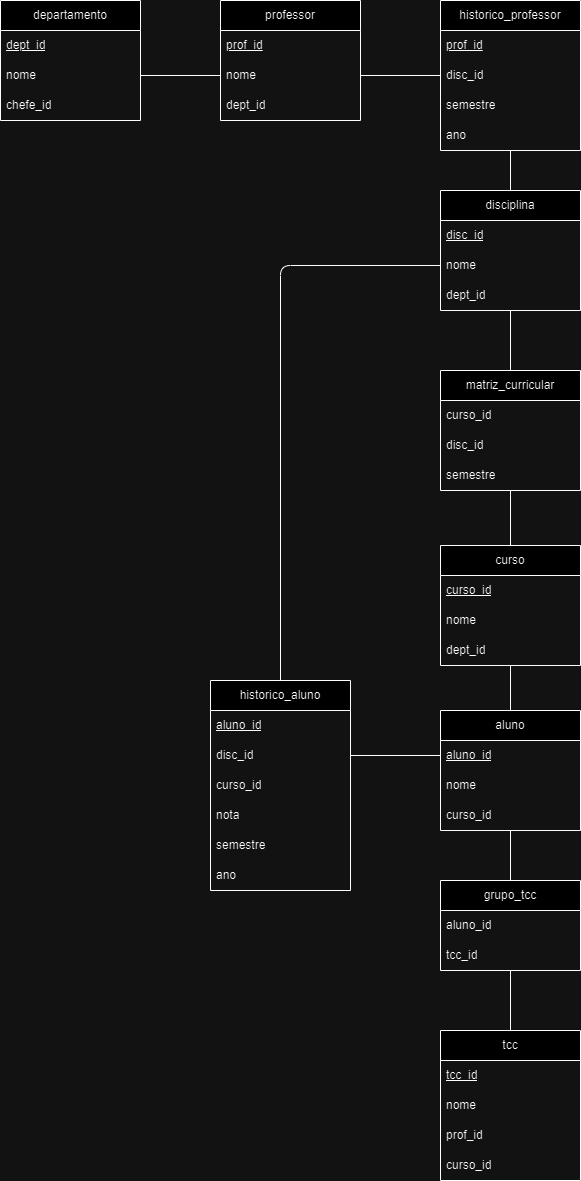 departamento
dept_id
nome
chefe_id
professor
prof_id
nome
dept_id
historico_professor
prof_id
disc_id
semestre
ano
disciplina
disc_id
nome
dept_id
matriz_curricular
curso_id
disc_id
semestre
curso
curso_id
nome
dept_id
historico_aluno
aluno_id
disc_id
curso_id
nota
semestre
ano
aluno
aluno_id
nome
curso_id
grupo_tcc
aluno_id
tcc_id
tcc
tcc_id
nome
prof_id
curso_id